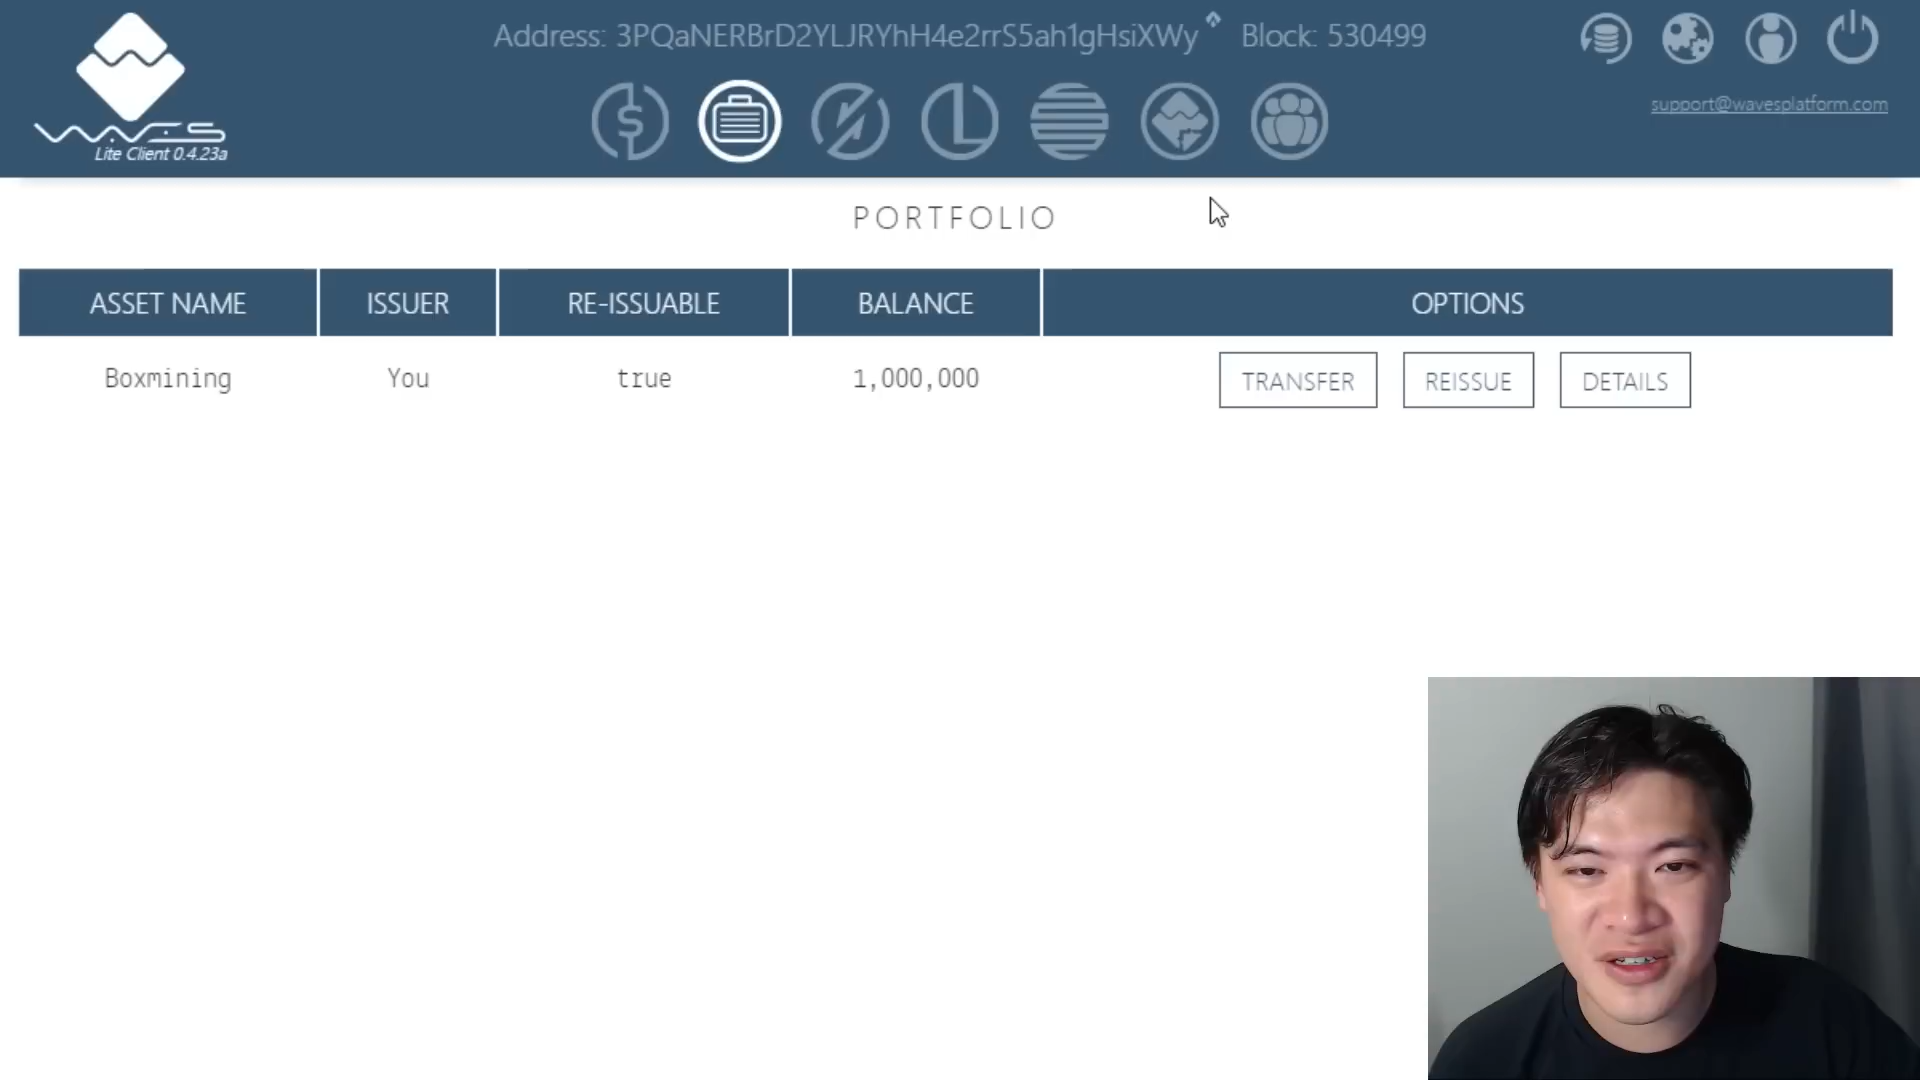 Address: 3PQaNERBrD2YLJRYhH4e2rrS5ah1gHsiXWy Block: 530499
support@wavesplatform.com
WAVES
Lite Client 0.4.23a
PORTFOLIO
ASSET NAME ISSUER RE-ISSUABLE BALANCE OPTIONS
Boxmining You true 1,000,000 TRANSFER REISSUE DETAILS